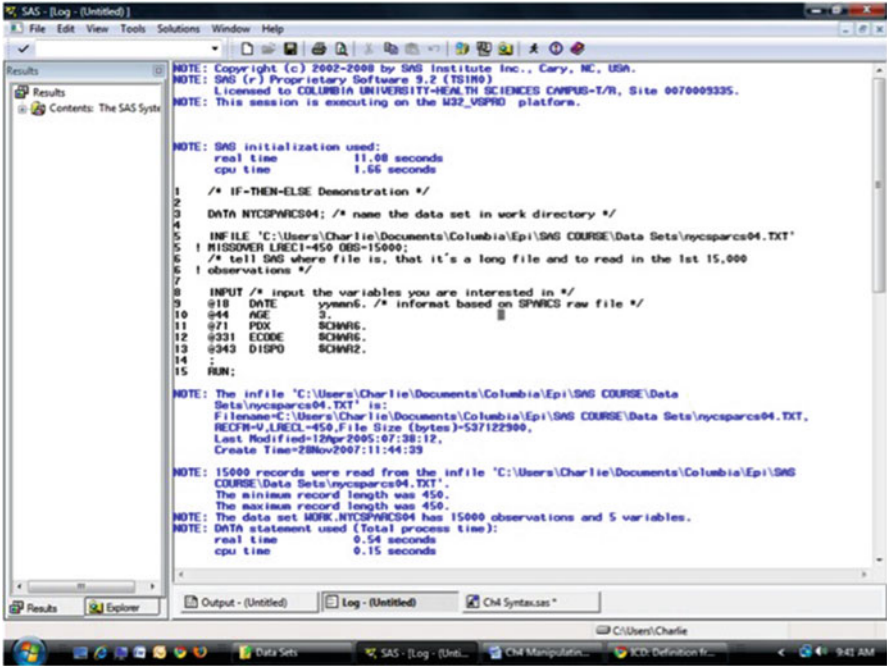 SAS - [Log - (Untitled)]
File Edit View Tools Solutions Window Help
Results
Results
Contents: The SAS Syste
NOTE: Copyright (c) 2002-2008 by SAS Institute Inc., Cary, NC, USA.
NOTE: SAS (r) Proprietary Software 9.2 (TS1M0)
Licensed to COLUMBIA UNIVERSITY-HEALTH SCIENCES CAMPUS-T/R, Site 0070009335.
NOTE: This session is executing on the W32_VSPRO platform.
NOTE: SAS initialization used:
real time 11.08 seconds
cpu time 1.66 seconds
1 /* IF-THEN-ELSE Demonstration */
2
3 DATA NYCSPARCS04; /* name the data set in work directory */
4
5 INFILE 'C:\Users\Charlie\Documents\Columbia\Epi\SAS COURSE\Data Sets\nycsparcs04.TXT'
5 ! MISSOVER LRECl=450 OBS=15000;
6 /* tell SAS where file is, that it's a long file and to read in the 1st 15,000
6 ! observations */
7
8 INPUT /* input the variables you are interested in */
9 @18 DATE yymmn6. /* informat based on SPARCS raw file */
10 @44 AGE 3.
11 @71 PDX $CHAR6.
12 @331 ECODE $CHAR6.
13 @343 DISPO $CHAR2.
14 ;
15 RUN;
NOTE: The infile 'C:\Users\Charlie\Documents\Columbia\Epi\SAS COURSE\Data
Sets\nycsparcs04.TXT' is:
Filename=C:\Users\Charlie\Documents\Columbia\Epi\SAS COURSE\Data Sets\nycsparcs04.TXT,
RECFM=V,LRECL=450,File Size (bytes)=537122900,
Last Modified=12Apr2005:07:38:12,
Create Time=28Nov2007:11:44:39
NOTE: 15000 records were read from the infile 'C:\Users\Charlie\Documents\Columbia\Epi\SAS
COURSE\Data Sets\nycsparcs04.TXT'.
The minimum record length was 450.
The maximum record length was 450.
NOTE: The data set WORK.NYCSPARCS04 has 15000 observations and 5 variables.
NOTE: DATA statement used (Total process time):
real time 0.54 seconds
cpu time 0.15 seconds
Results Explorer
Output - (Untitled) Log - (Untitled) Ch4 Syntax.sas *
C:\Users\Charlie
Data Sets SAS - [Log - (Unti... Ch4 Manipulatin... ICD: Definition fr... 9:41 AM